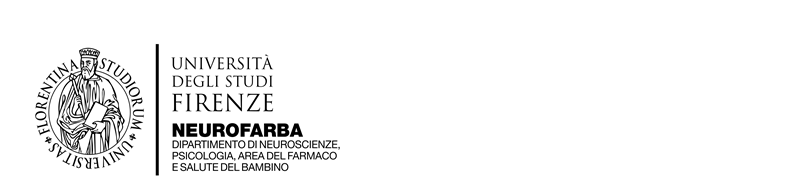 FLORENTINA STUDIORUM UNIVERSITAS
UNIVERSITÀ
DEGLI STUDI
FIRENZE
NEUROFARBA
DIPARTIMENTO DI NEUROSCIENZE,
PSICOLOGIA, AREA DEL FARMACO
E SALUTE DEL BAMBINO